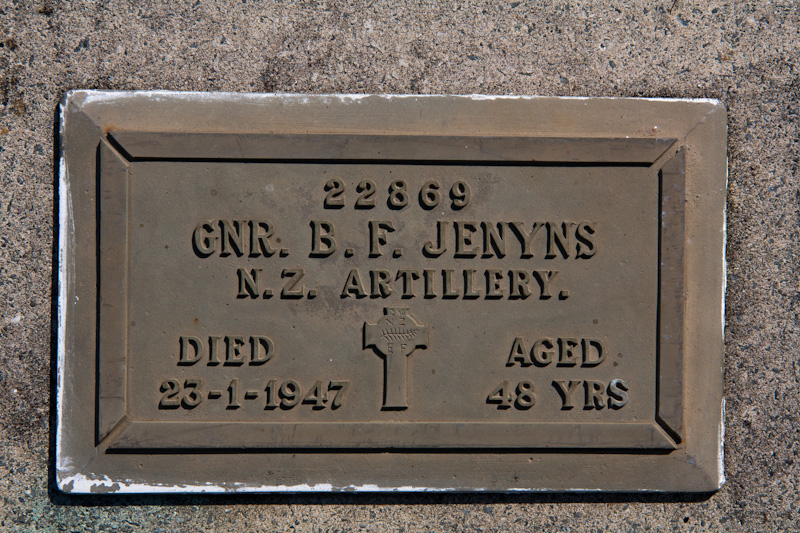 22869
GNR. B. F. JENYNS
N.Z. ARTILLERY.
DIED
23-1-1947
AGED
48 YRS